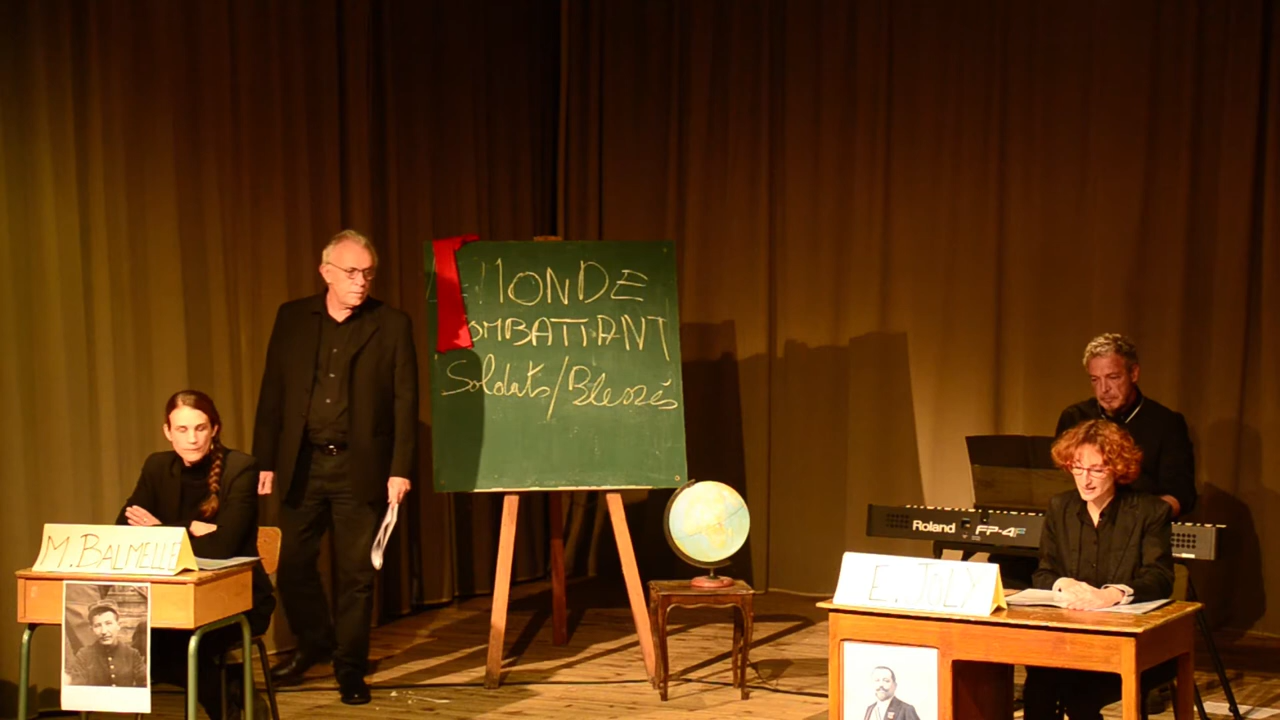 MONDE
OMBATTANT
Soldats/Blessés
M. BALMELLE
E. JOLY
Roland FP-4F